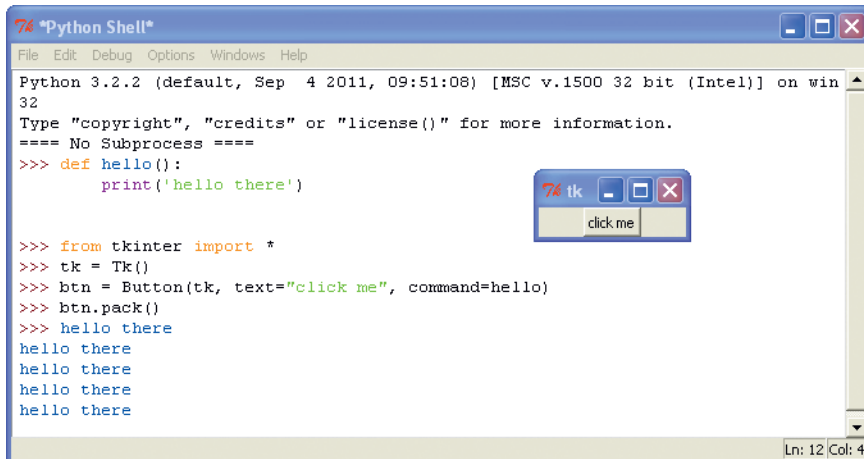 *Python Shell*
File Edit Debug Options Windows Help
Python 3.2.2 (default, Sep  4 2011, 09:51:08) [MSC v.1500 32 bit (Intel)] on win
32
Type "copyright", "credits" or "license()" for more information.
==== No Subprocess ====
>>> def hello():
        print('hello there')
>>> from tkinter import *
>>> tk = Tk()
>>> btn = Button(tk, text="click me", command=hello)
>>> btn.pack()
>>> hello there
hello there
hello there
hello there
hello there
tk
click me
Ln: 12 Col: 4